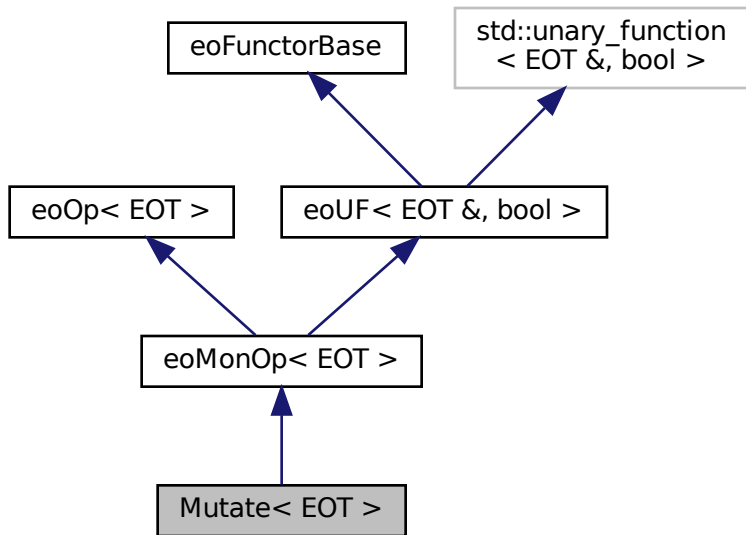 std::unary_function
< EOT &, bool >
eoFunctorBase
eoOp< EOT >
eoUF< EOT &, bool >
eoMonOp< EOT >
Mutate< EOT >